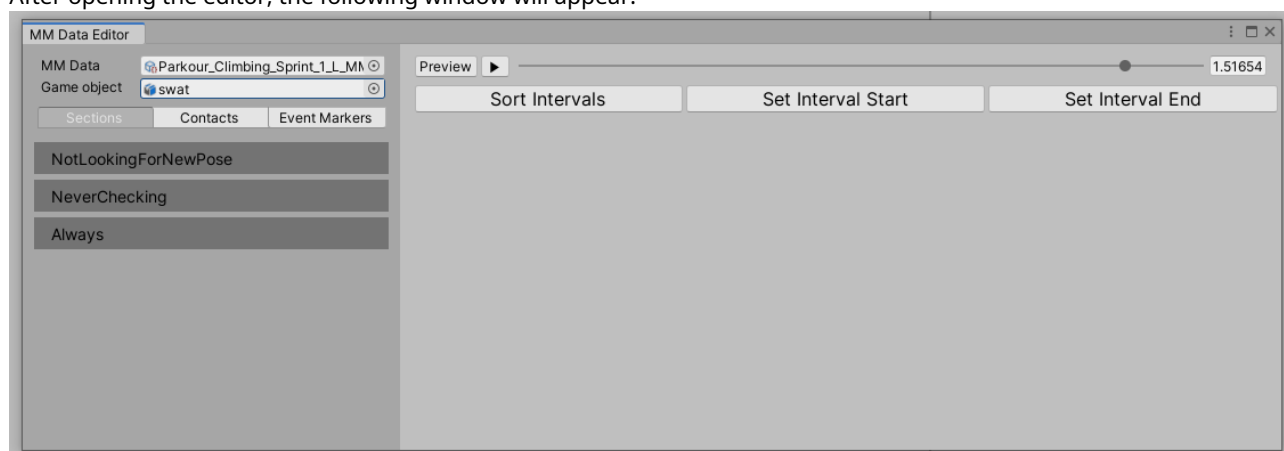 After opening the editor, the following window will appear:
MM Data Editor
MM Data Parkour_Climbing_Sprint_1_L_MM
Game object swat
Sections Contacts Event Markers
NotLookingForNewPose
NeverChecking
Always
Preview 1.51654
Sort Intervals Set Interval Start Set Interval End